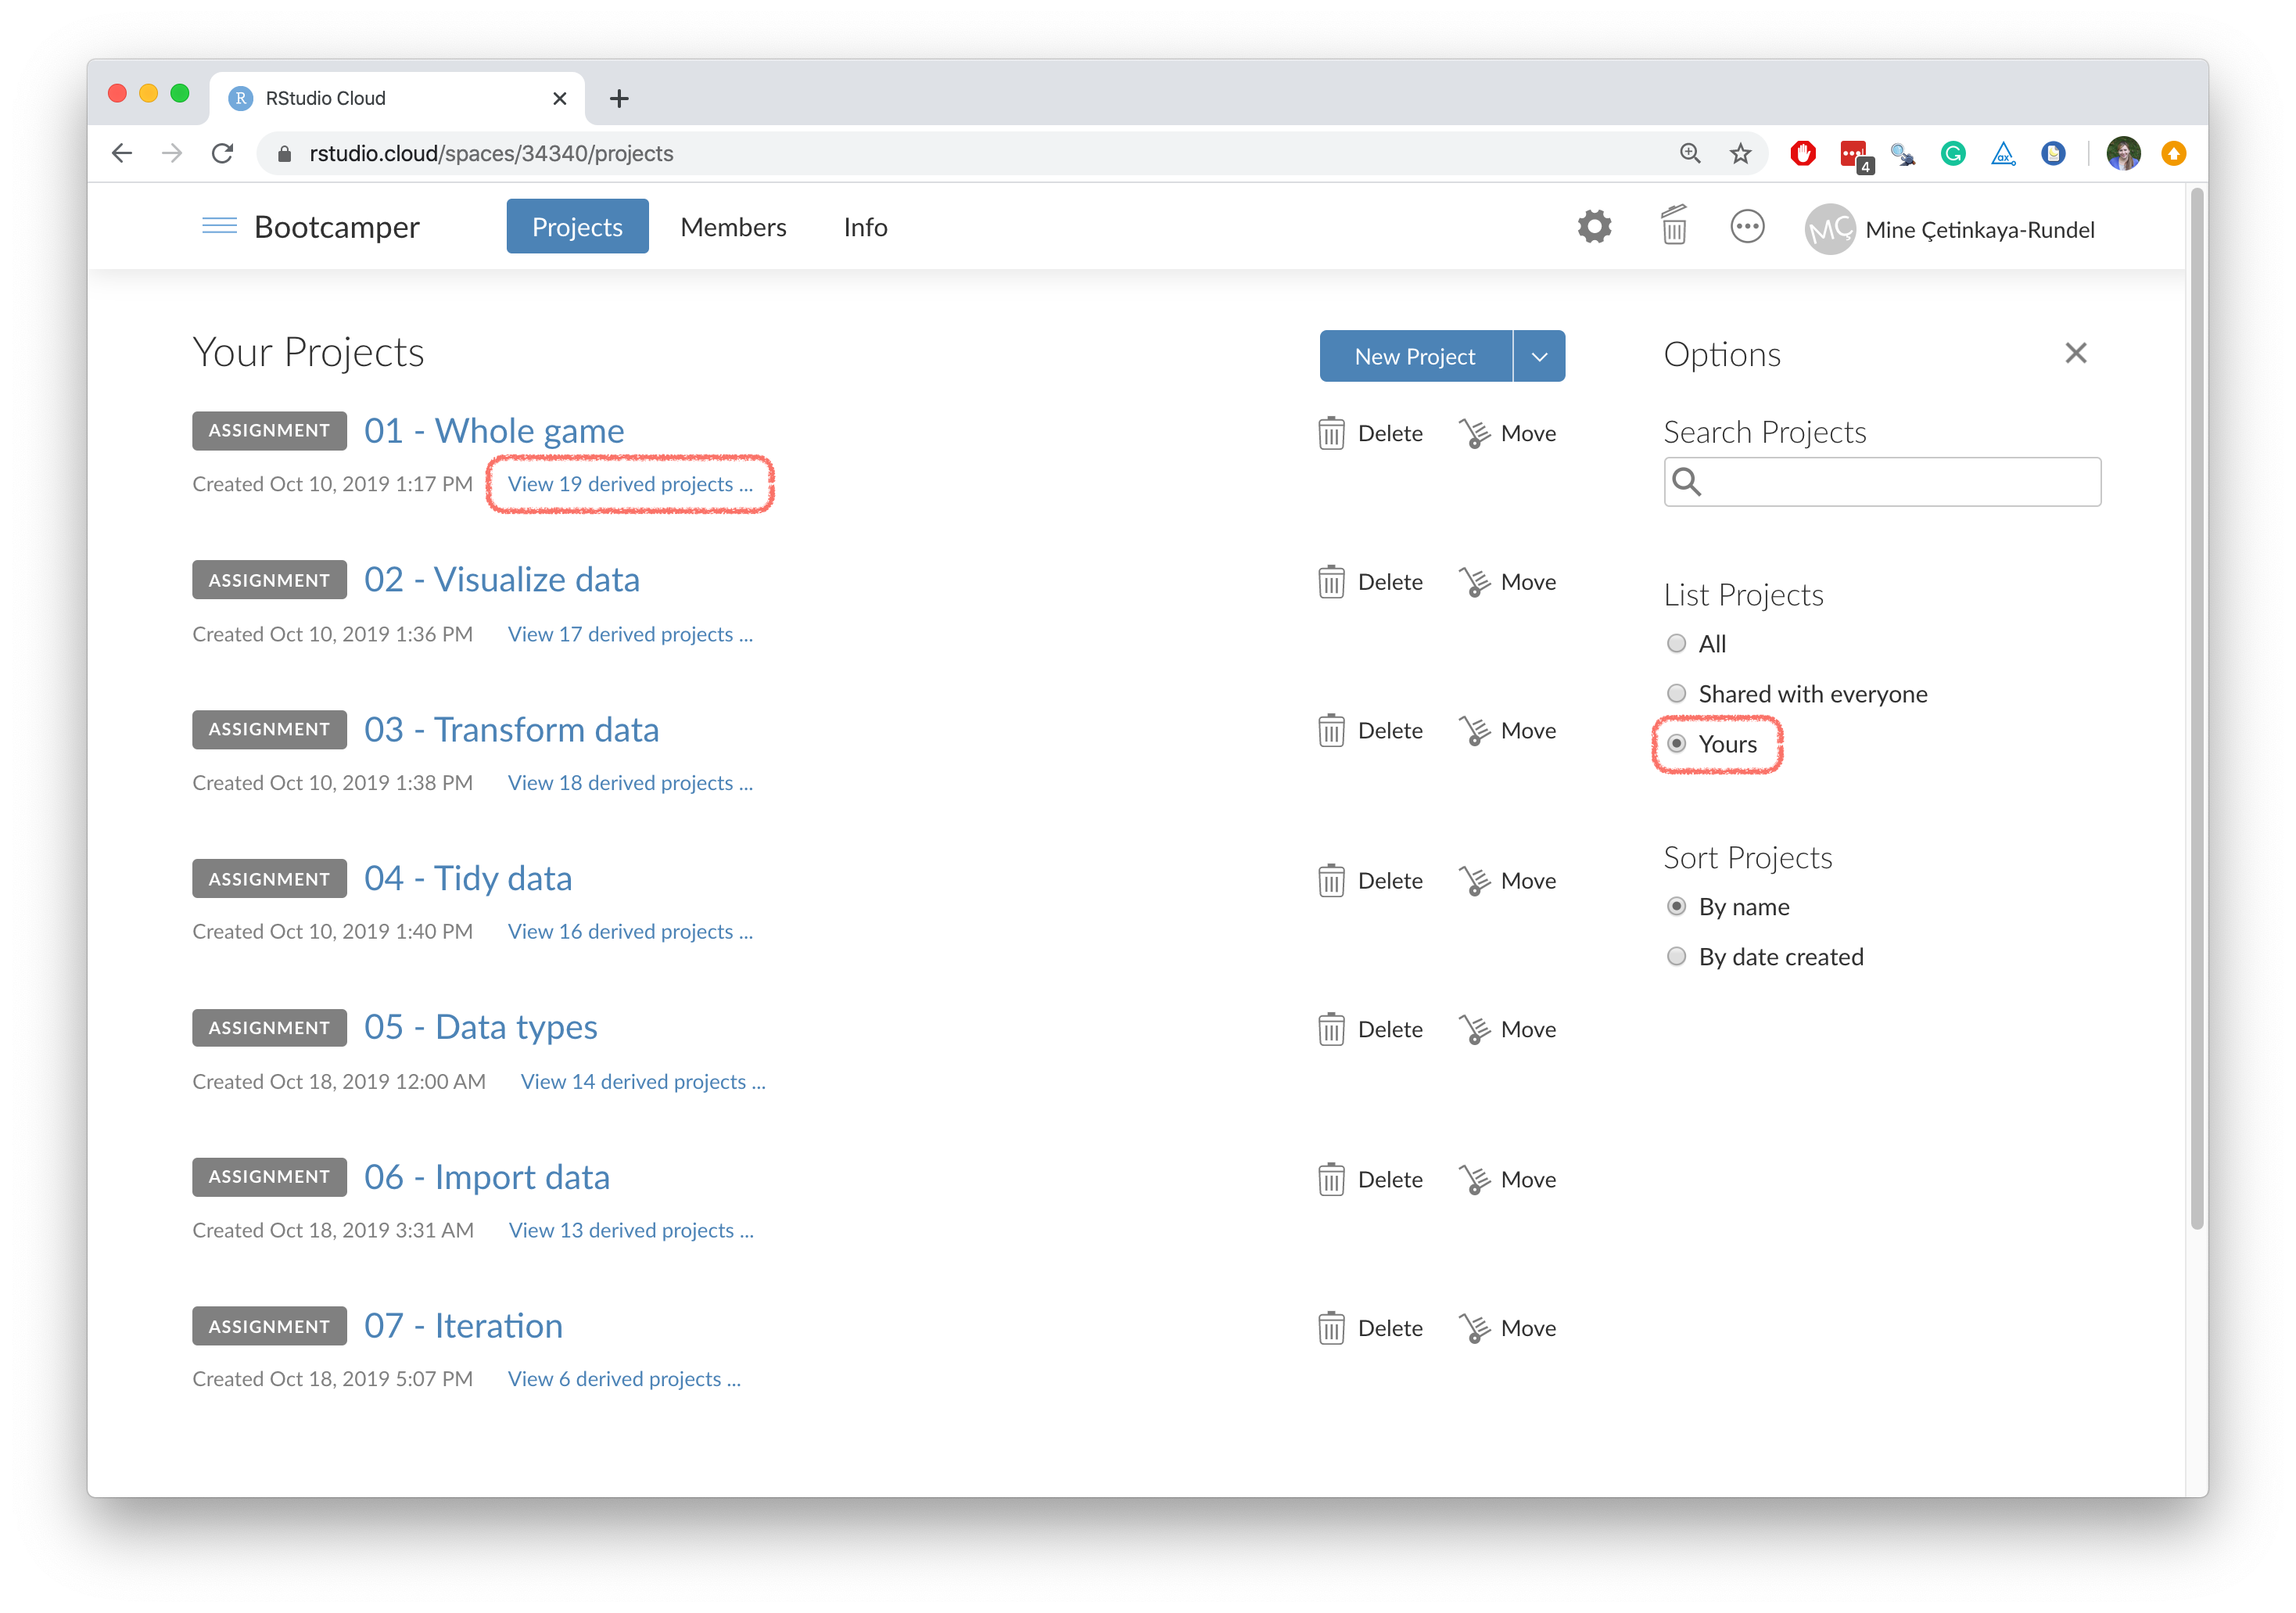 RStudio Cloud
rstudio.cloud/spaces/34340/projects
4
Bootcamper Projects Members Info MÇ Mine Çetinkaya-Rundel
Your Projects New Project Options
ASSIGNMENT 01 - Whole game Delete Move Search Projects
Created Oct 10, 2019 1:17 PM View 19 derived projects ...
ASSIGNMENT 02 - Visualize data Delete Move List Projects
Created Oct 10, 2019 1:36 PM View 17 derived projects ... All
Shared with everyone
ASSIGNMENT 03 - Transform data Delete Move Yours
Created Oct 10, 2019 1:38 PM View 18 derived projects ...
Sort Projects
ASSIGNMENT 04 - Tidy data Delete Move By name
Created Oct 10, 2019 1:40 PM View 16 derived projects ... By date created
ASSIGNMENT 05 - Data types Delete Move
Created Oct 18, 2019 12:00 AM View 14 derived projects ...
ASSIGNMENT 06 - Import data Delete Move
Created Oct 18, 2019 3:31 AM View 13 derived projects ...
ASSIGNMENT 07 - Iteration Delete Move
Created Oct 18, 2019 5:07 PM View 6 derived projects ...